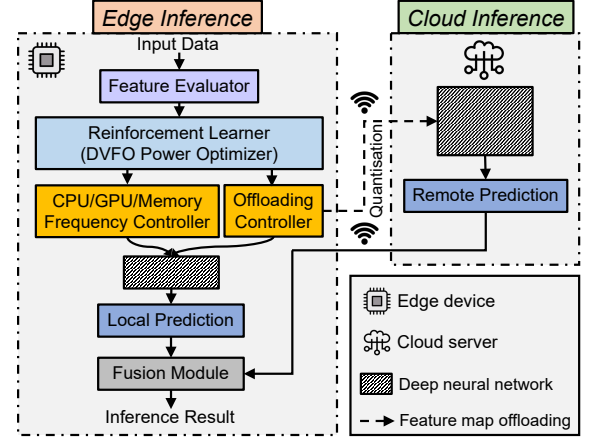 Edge Inference
Input Data
Feature Evaluator
Reinforcement Learner
(DVFO Power Optimizer)
CPU/GPU/Memory
Frequency Controller
Offloading
Controller
Local Prediction
Fusion Module
Inference Result
Quantisation
Cloud Inference
Remote Prediction
Edge device
Cloud server
Deep neural network
Feature map offloading